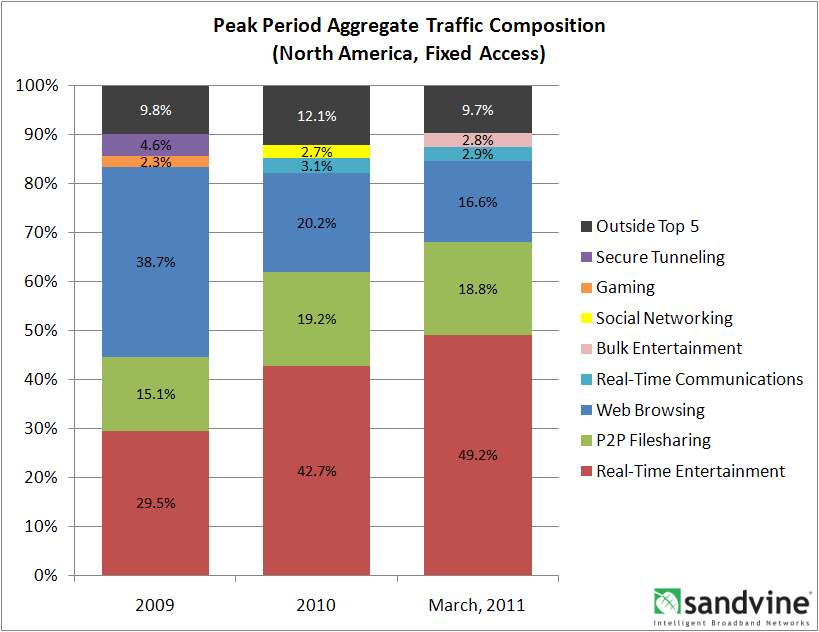 Peak Period Aggregate Traffic Composition
(North America, Fixed Access)
100%
90%
80%
70%
60%
50%
40%
30%
20%
10%
0%
9.8%
4.6%
2.3%
38.7%
15.1%
29.5%
12.1%
2.7%
3.1%
20.2%
19.2%
42.7%
9.7%
2.8%
2.9%
16.6%
18.8%
49.2%
2009
2010
March, 2011
Outside Top 5
Secure Tunneling
Gaming
Social Networking
Bulk Entertainment
Real-Time Communications
Web Browsing
P2P Filesharing
Real-Time Entertainment
sandvine
Intelligent Broadband Networks